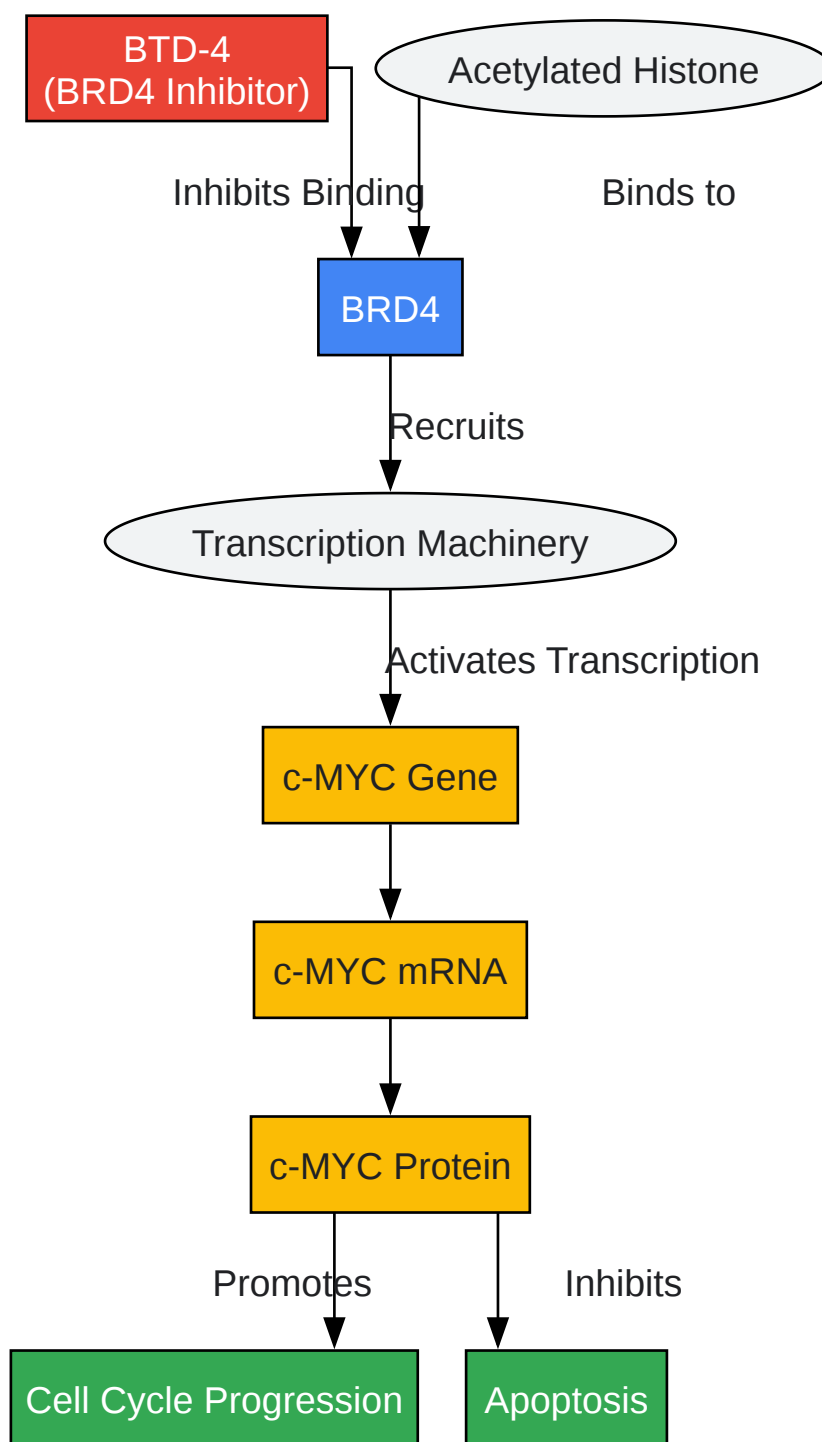 BTD-4
(BRD4 Inhibitor)
Acetylated Histone
Inhibits Binding
Binds to
BRD4
Recruits
Transcription Machinery
Activates Transcription
c-MYC Gene
c-MYC mRNA
c-MYC Protein
Promotes
Inhibits
Cell Cycle Progression
Apoptosis